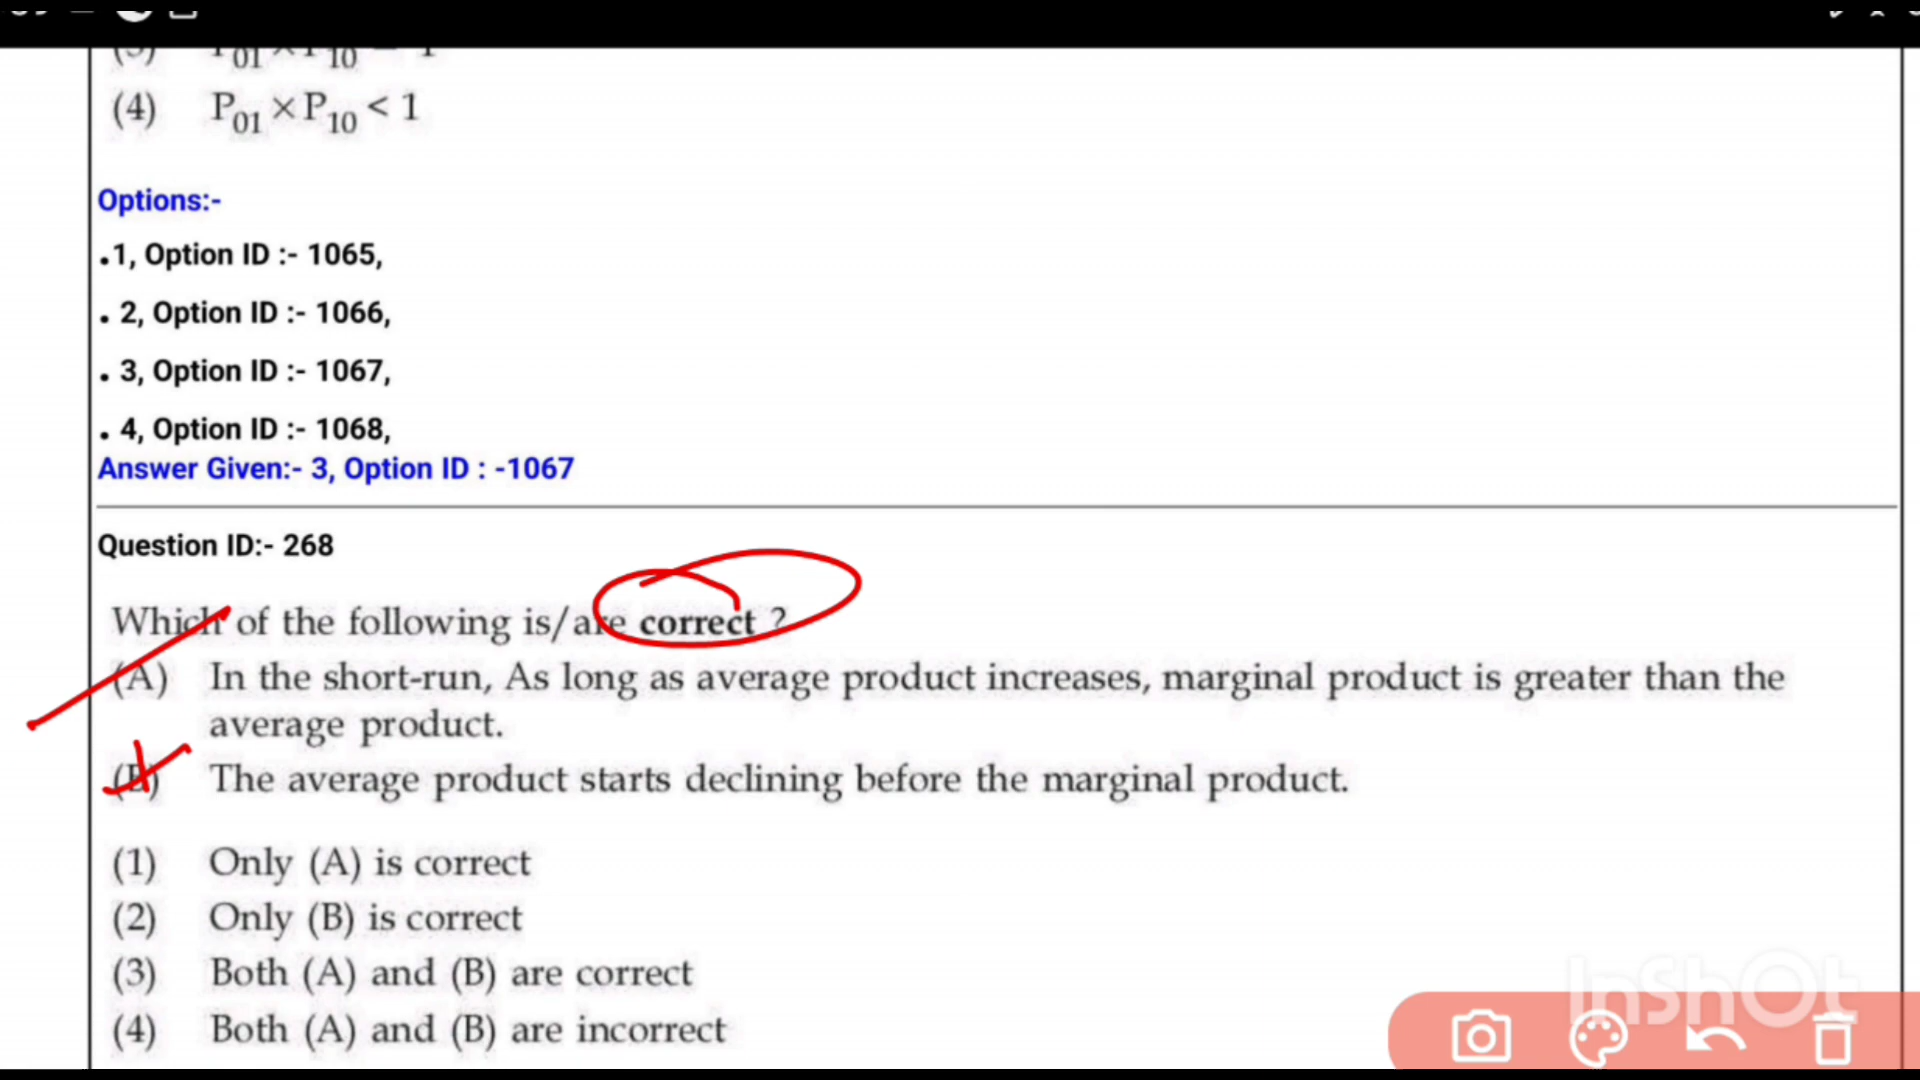 (4) P01 × P10 < 1
Options:-
.1, Option ID :- 1065,
. 2, Option ID :- 1066,
. 3, Option ID :- 1067,
. 4, Option ID :- 1068,
Answer Given:- 3, Option ID : -1067
Question ID:- 268
Which of the following is/are correct ?
(A) In the short-run, As long as average product increases, marginal product is greater than the
average product.
(B) The average product starts declining before the marginal product.
(1) Only (A) is correct
(2) Only (B) is correct
(3) Both (A) and (B) are correct
(4) Both (A) and (B) are incorrect
InShOt